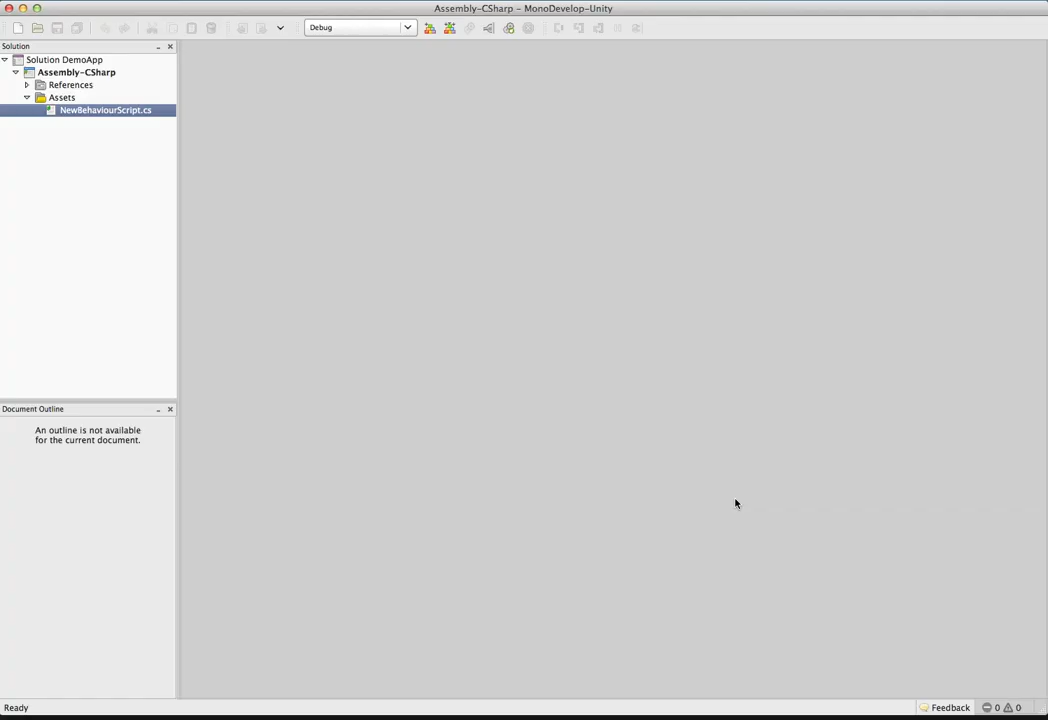 Assembly-CSharp – MonoDevelop-Unity
Debug
Solution
Solution DemoApp
Assembly-CSharp
References
Assets
NewBehaviourScript.cs
Document Outline
An outline is not available
for the current document.
Ready
Feedback
0
0